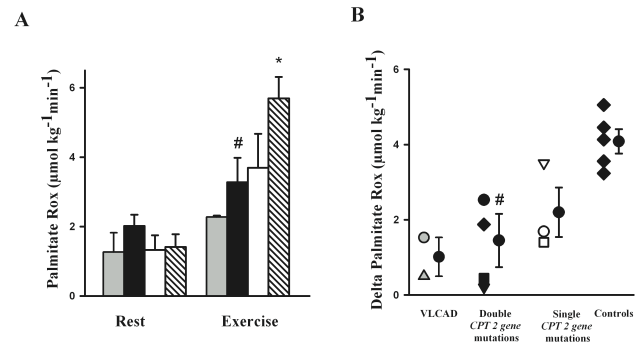 A
Palmitate Rox (µmol kg⁻¹min⁻¹)
6
4
2
0
#
*
Rest
Exercise
B
Delta Palmitate Rox (µmol kg⁻¹min⁻¹)
6
4
2
0
#
VLCAD
Double
CPT 2 gene
mutations
Single
CPT 2 gene
mutations
Controls